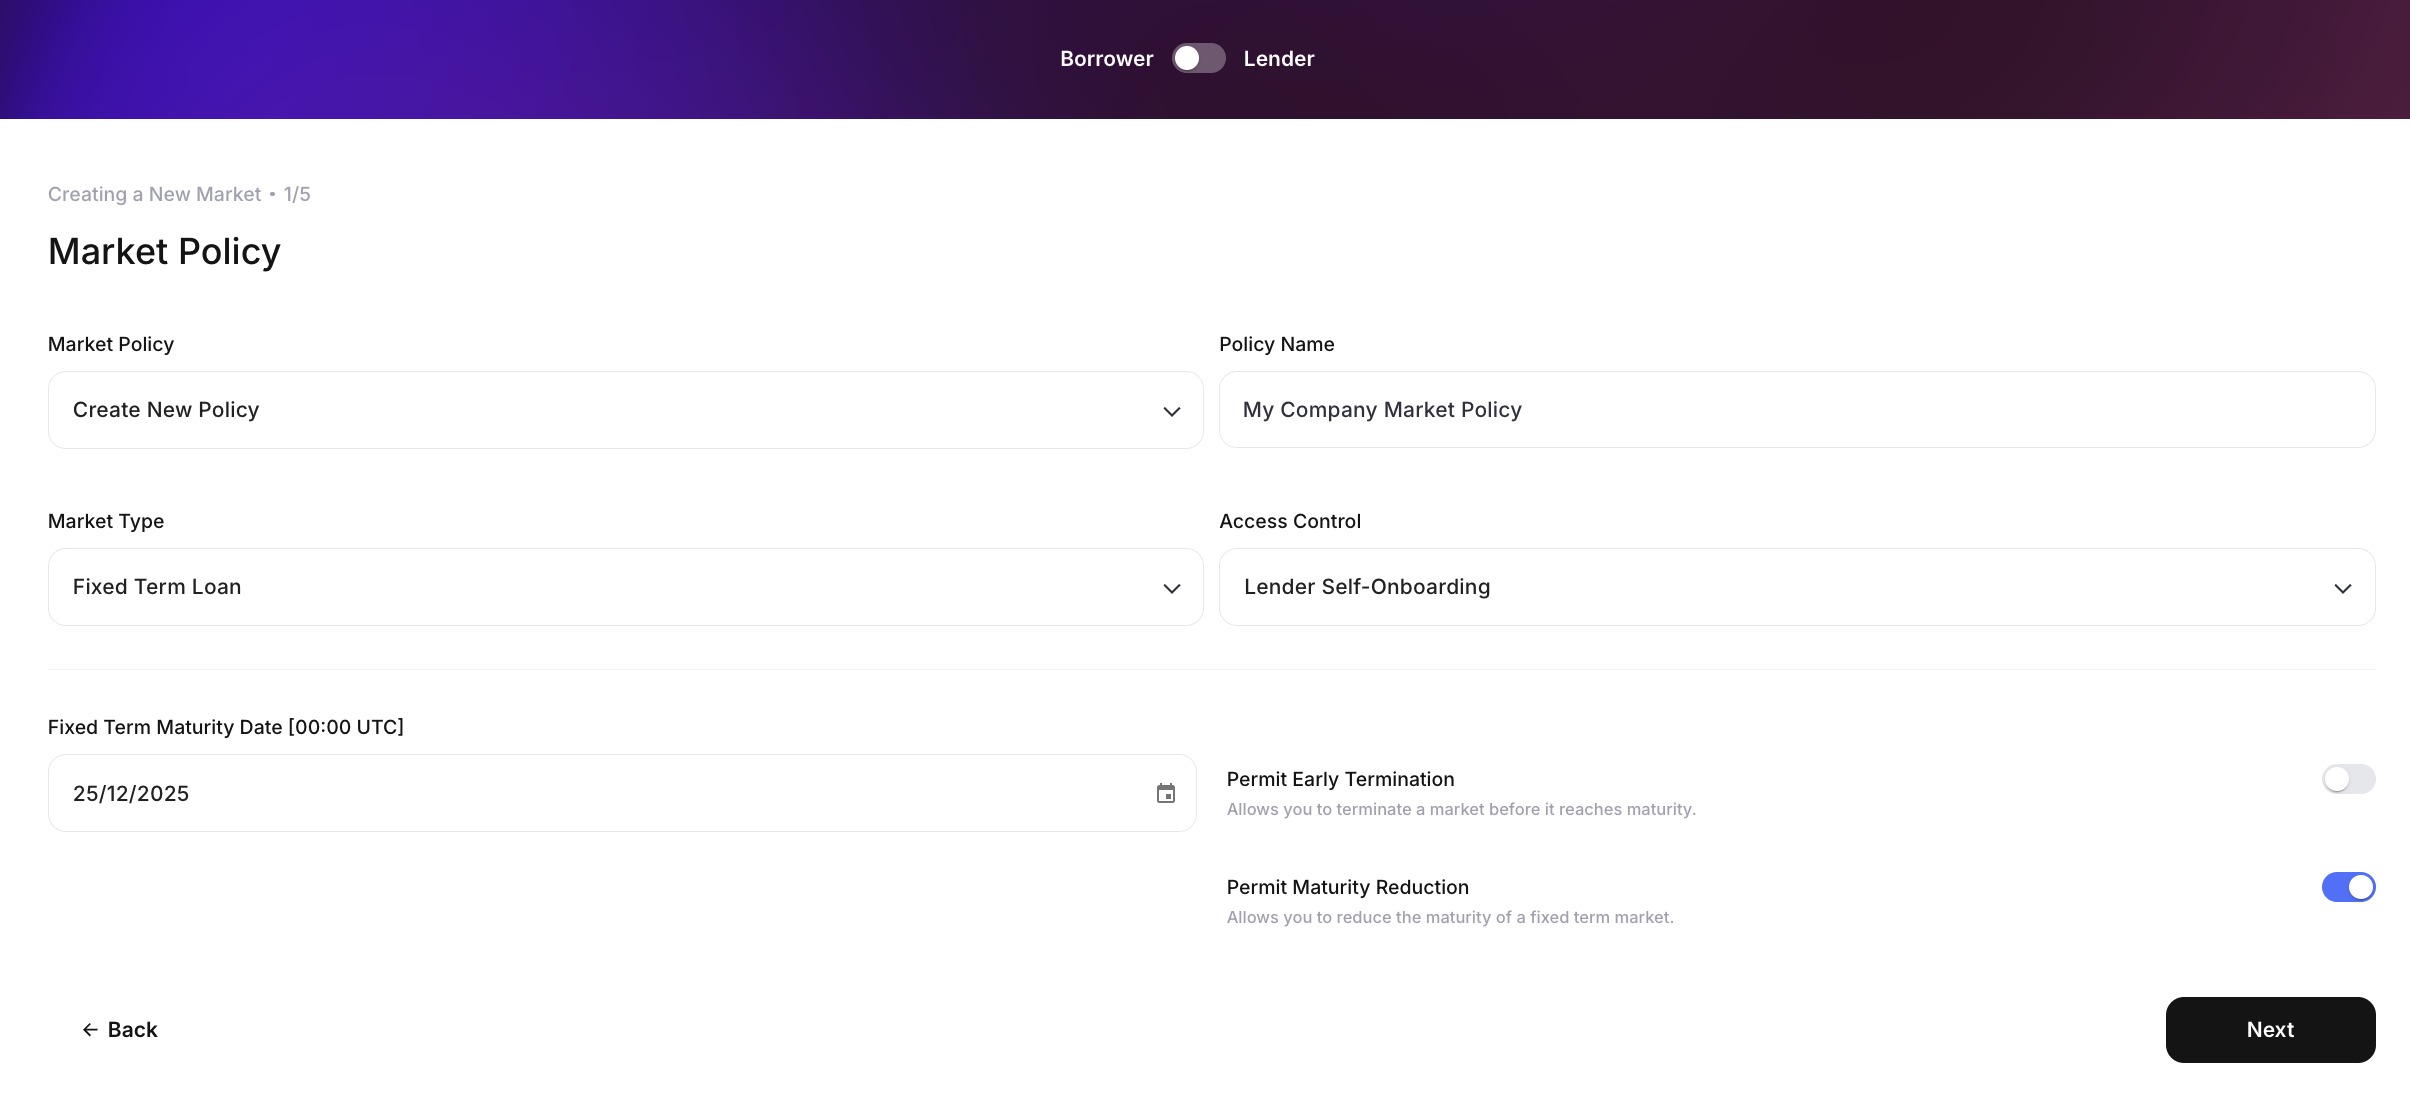 Borrower Lender
Creating a New Market • 1/5
Market Policy
Market Policy
Create New Policy
Policy Name
My Company Market Policy
Market Type
Fixed Term Loan
Access Control
Lender Self-Onboarding
Fixed Term Maturity Date [00:00 UTC]
25/12/2025
Permit Early Termination
Allows you to terminate a market before it reaches maturity.
Permit Maturity Reduction
Allows you to reduce the maturity of a fixed term market.
← Back
Next